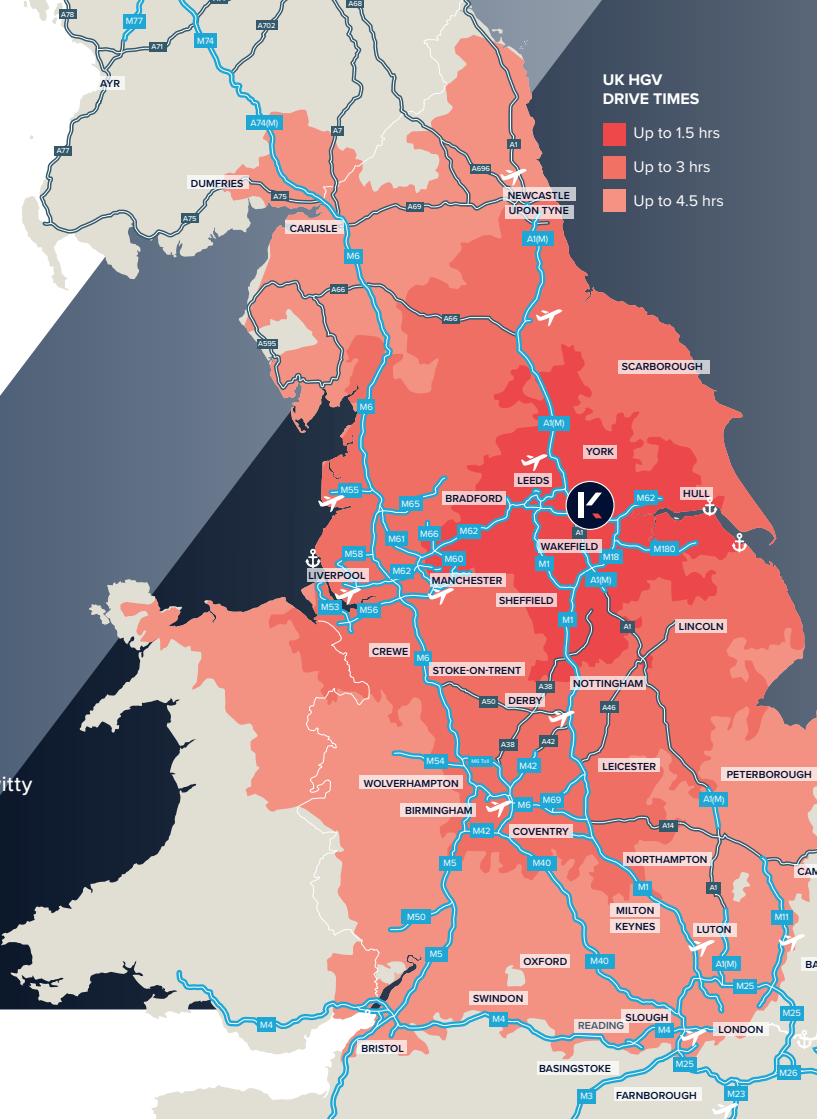 A78
M77
A71
M74
A702
A68
AYR
UK HGV
DRIVE TIMES
Up to 1.5 hrs
Up to 3 hrs
Up to 4.5 hrs
A74(M)
A7
A77
A1
A696
DUMFRIES
A75
A75
A69
NEWCASTLE
UPON TYNE
CARLISLE
A1(M)
M6
A66
A66
A595
SCARBOROUGH
M6
A1(M)
YORK
LEEDS
M55
M65
BRADFORD
K
M62
HULL
M61
M66
M62
A1
WAKEFIELD
M180
M58
M60
M1
M18
LIVERPOOL
M62
MANCHESTER
A1(M)
M53
M56
SHEFFIELD
M1
A1
LINCOLN
CREWE
M6
STOKE-ON-TRENT
A38
NOTTINGHAM
A50
DERBY
A46
A38
A42
M54
M6 Toll
M42
LEICESTER
PETERBOROUGH
itty
WOLVERHAMPTON
BIRMINGHAM
M6
M69
A1(M)
M42
COVENTRY
A14
M5
M40
NORTHAMPTON
CAM
M1
A1
M50
MILTON
KEYNES
M11
LUTON
M5
OXFORD
M40
A1(M)
BA
M25
SWINDON
M4
M4
READING
SLOUGH
M4
LONDON
M25
BRISTOL
BASINGSTOKE
M25
M26
M3
FARNBOROUGH
M23